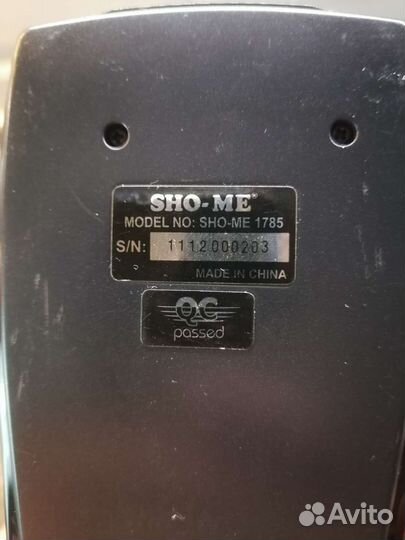 SHO-ME®
MODEL NO: SHO-ME 1785
S/N: 1112000203
MADE IN CHINA
QC
passed
Avito